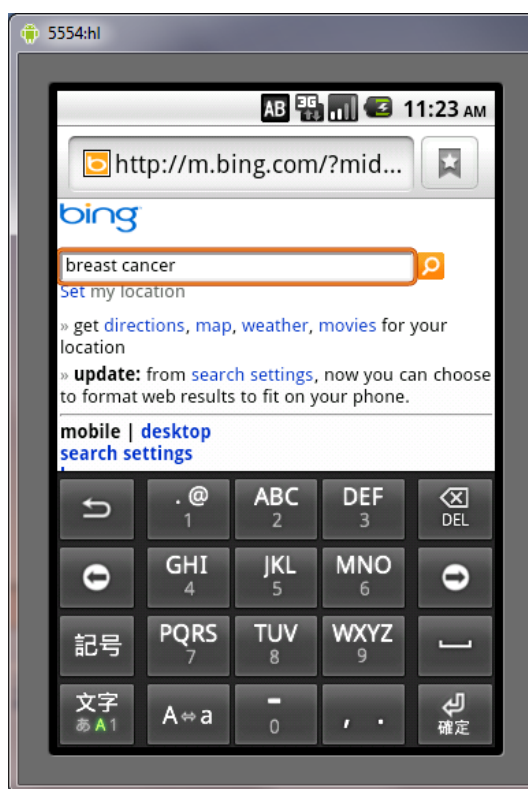 5554:hl
AB 3G 11:23 AM
http://m.bing.com/?mid...
bing
breast cancer
Set my location
» get directions, map, weather, movies for your
location
» update: from search settings, now you can choose
to format web results to fit on your phone.
mobile | desktop
search settings
. @ ABC DEF
1 2 3 DEL
GHI JKL MNO
4 5 6
記号 PQRS TUV WXYZ
7 8 9
文字 A⇔a - , .
あA1 0 確定